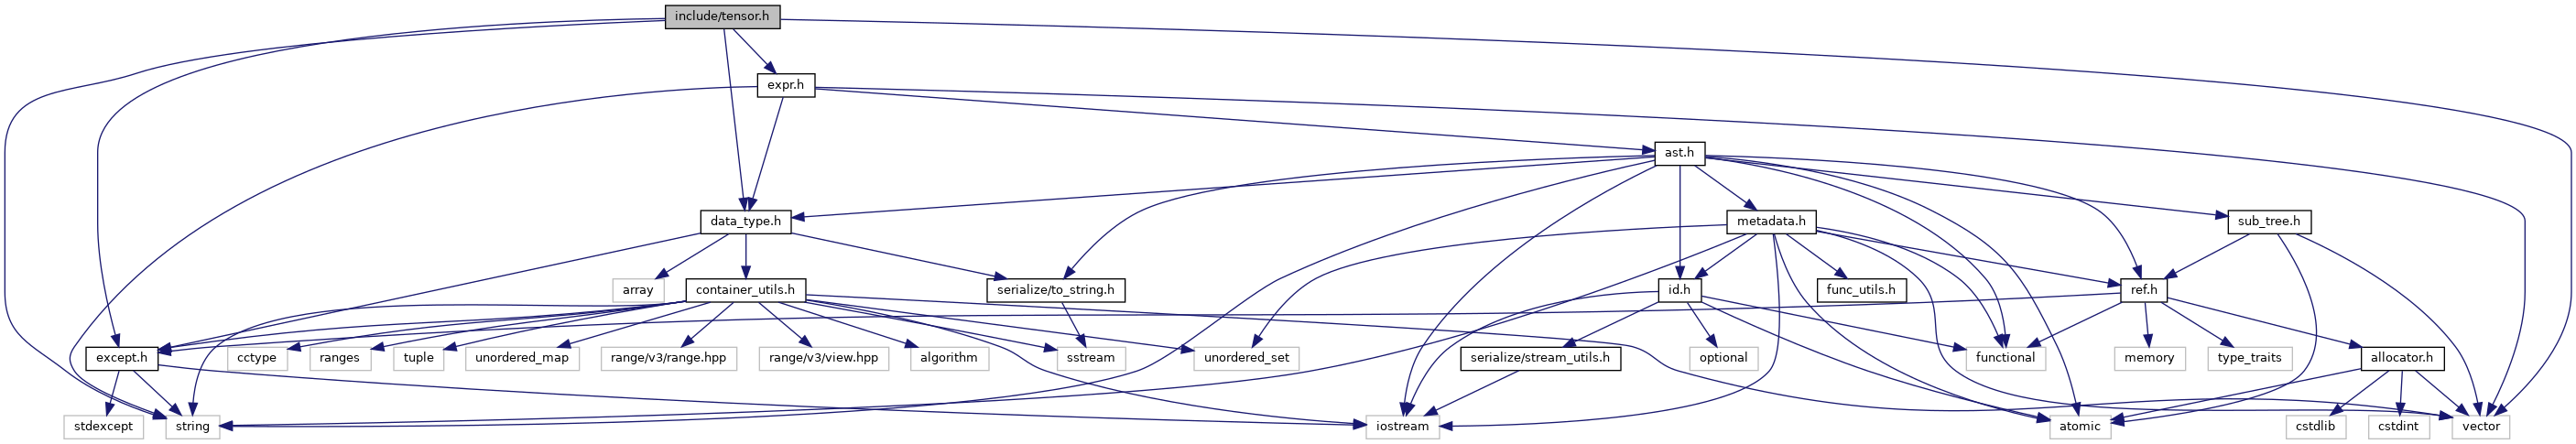 include/tensor.h
expr.h
ast.h
data_type.h
metadata.h
sub_tree.h
array
container_utils.h
serialize/to_string.h
id.h
func_utils.h
ref.h
except.h
cctype
ranges
tuple
unordered_map
range/v3/range.hpp
range/v3/view.hpp
algorithm
sstream
unordered_set
serialize/stream_utils.h
optional
functional
memory
type_traits
allocator.h
stdexcept
string
iostream
atomic
cstdlib
cstdint
vector